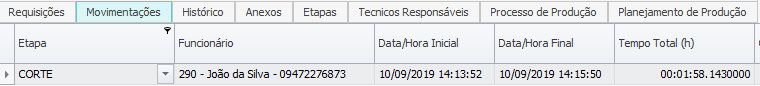 Requisições Movimentações Histórico Anexos Etapas Tecnicos Responsáveis Processo de Produção Planejamento de Produção
Etapa Funcionário Data/Hora Inicial Data/Hora Final Tempo Total (h)
CORTE 290 - João da Silva - 09472276873 10/09/2019 14:13:52 10/09/2019 14:15:50 00:01:58.1430000